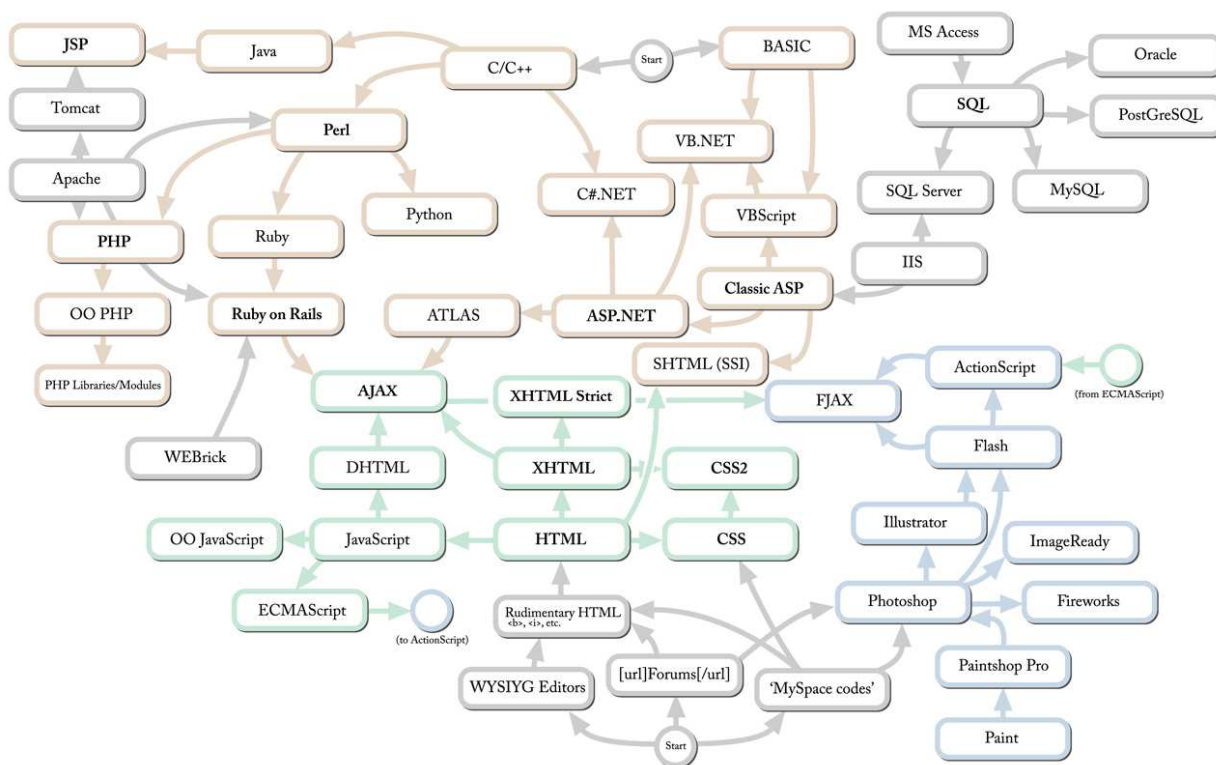 JSP
Java
C/C++
Start
BASIC
MS Access
Oracle
Tomcat
SQL
PostGreSQL
Perl
VB.NET
Apache
C#.NET
SQL Server
MySQL
Python
VBScript
PHP
Ruby
IIS
Classic ASP
OO PHP
Ruby on Rails
ATLAS
ASP.NET
SHTML (SSI)
ActionScript
(from ECMAScript)
PHP Libraries/Modules
AJAX
XHTML Strict
FJAX
Flash
WEBrick
DHTML
XHTML
CSS2
Illustrator
OO JavaScript
JavaScript
HTML
CSS
ImageReady
ECMAScript
(to ActionScript)
Rudimentary HTML
<b>, <i>, etc.
Photoshop
Fireworks
WYSIYG Editors
[url]Forums[/url]
'MySpace codes'
Paintshop Pro
Start
Paint